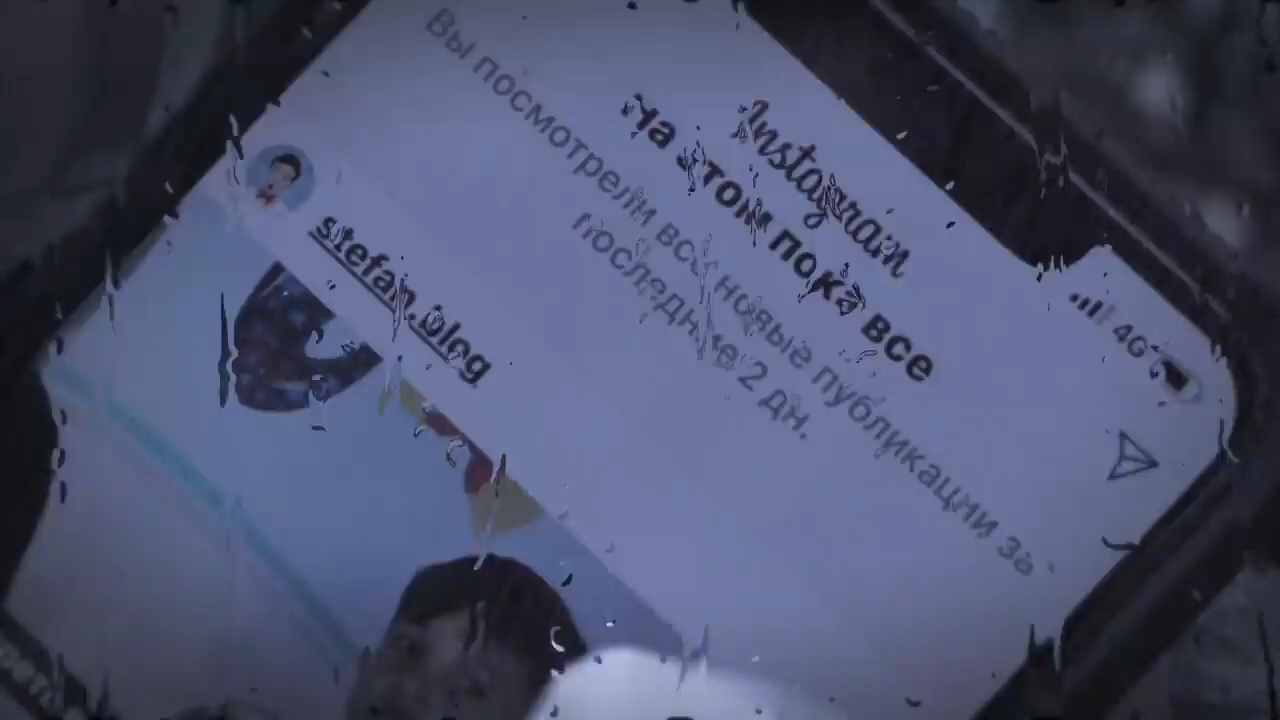 4G
Instagram
На этом пока все
Вы посмотрели все новые публикации за
последние 2 дн.
stefan.blog